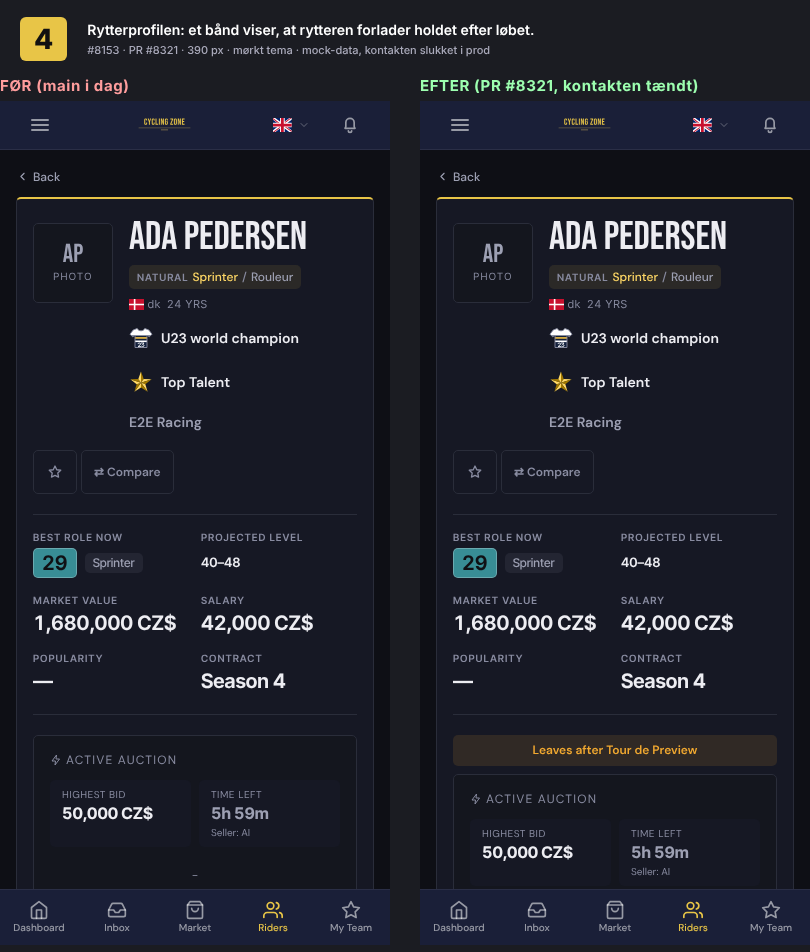 4
Rytterprofilen: et bånd viser, at rytteren forlader holdet efter løbet.
#8153 · PR #8321 · 390 px · mørkt tema · mock-data, kontakten slukket i prod
FØR (main i dag)
CYCLING ZONE
Back
AP
PHOTO
ADA PEDERSEN
NATURAL Sprinter / Rouleur
dk 24 YRS
23
U23 world champion
Top Talent
E2E Racing
⇄ Compare
BEST ROLE NOW
PROJECTED LEVEL
29 Sprinter
40–48
MARKET VALUE
SALARY
1,680,000 CZ$
42,000 CZ$
POPULARITY
CONTRACT
—
Season 4
ACTIVE AUCTION
HIGHEST BID
TIME LEFT
50,000 CZ$
5h 59m
Seller: AI
–
Dashboard
Inbox
Market
Riders
My Team
EFTER (PR #8321, kontakten tændt)
CYCLING ZONE
Back
AP
PHOTO
ADA PEDERSEN
NATURAL Sprinter / Rouleur
dk 24 YRS
23
U23 world champion
Top Talent
E2E Racing
⇄ Compare
BEST ROLE NOW
PROJECTED LEVEL
29 Sprinter
40–48
MARKET VALUE
SALARY
1,680,000 CZ$
42,000 CZ$
POPULARITY
CONTRACT
—
Season 4
Leaves after Tour de Preview
ACTIVE AUCTION
HIGHEST BID
TIME LEFT
50,000 CZ$
5h 59m
Seller: AI
Dashboard
Inbox
Market
Riders
My Team